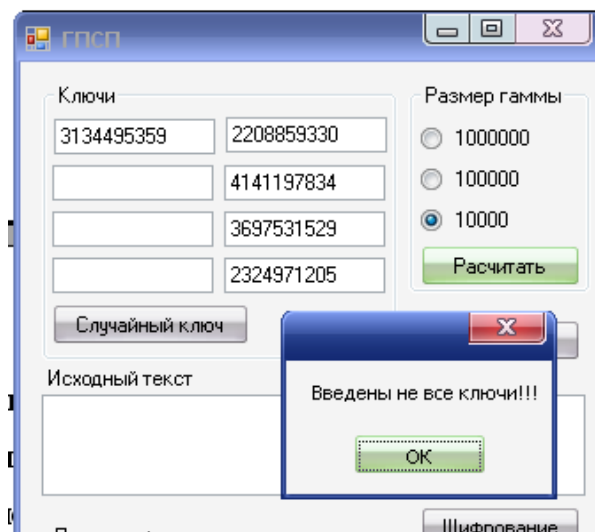 ГПСП
Ключи
Размер гаммы
3134495359
2208859330
1000000
4141197834
100000
3697531529
10000
2324971205
Расчитать
Случайный ключ
Исходный текст
Введены не все ключи!!!
OK
Шифрование